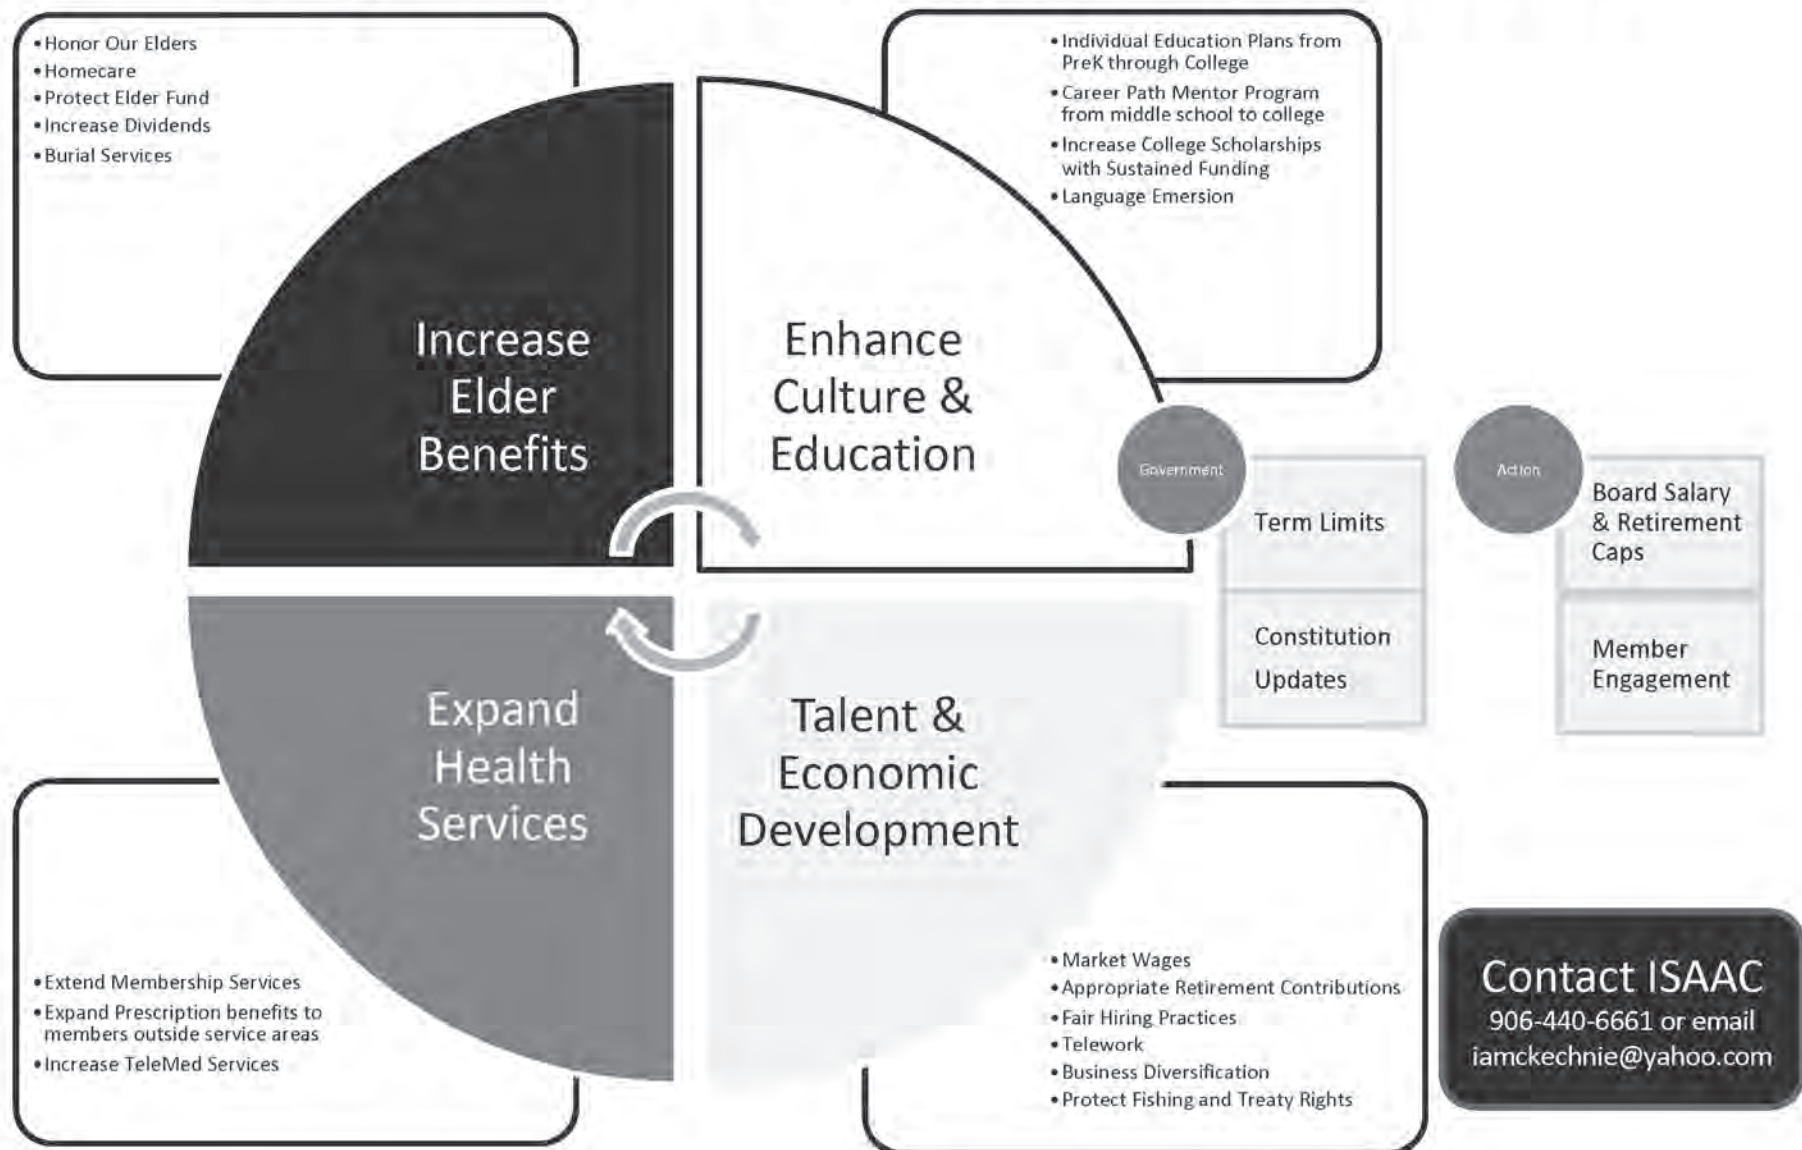 • Honor Our Elders
• Homecare
• Protect Elder Fund
• Increase Dividends
• Burial Services
• Individual Education Plans from
PreK through College
• Career Path Mentor Program
from middle school to college
• Increase College Scholarships
with Sustained Funding
• Language Emersion
Increase
Elder
Benefits
Enhance
Culture &
Education
Government
Term Limits
Constitution
Updates
Action
Board Salary
& Retirement
Caps
Member
Engagement
Expand
Health
Services
Talent &
Economic
Development
• Extend Membership Services
• Expand Prescription benefits to
members outside service areas
• Increase TeleMed Services
• Market Wages
• Appropriate Retirement Contributions
• Fair Hiring Practices
• Telework
• Business Diversification
• Protect Fishing and Treaty Rights
Contact ISAAC
906-440-6661 or email
iamckechnie@yahoo.com